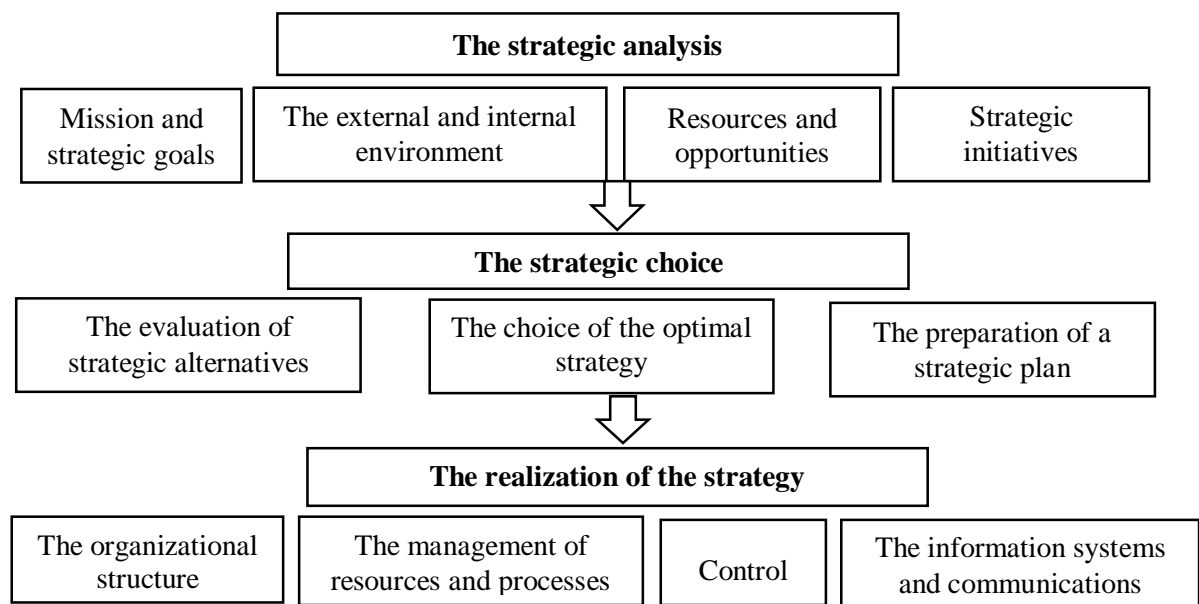 The strategic analysis
Mission and
strategic goals
The external and internal
environment
Resources and
opportunities
Strategic
initiatives
The strategic choice
The evaluation of
strategic alternatives
The choice of the optimal
strategy
The preparation of a
strategic plan
The realization of the strategy
The organizational
structure
The management of
resources and processes
Control
The information systems
and communications